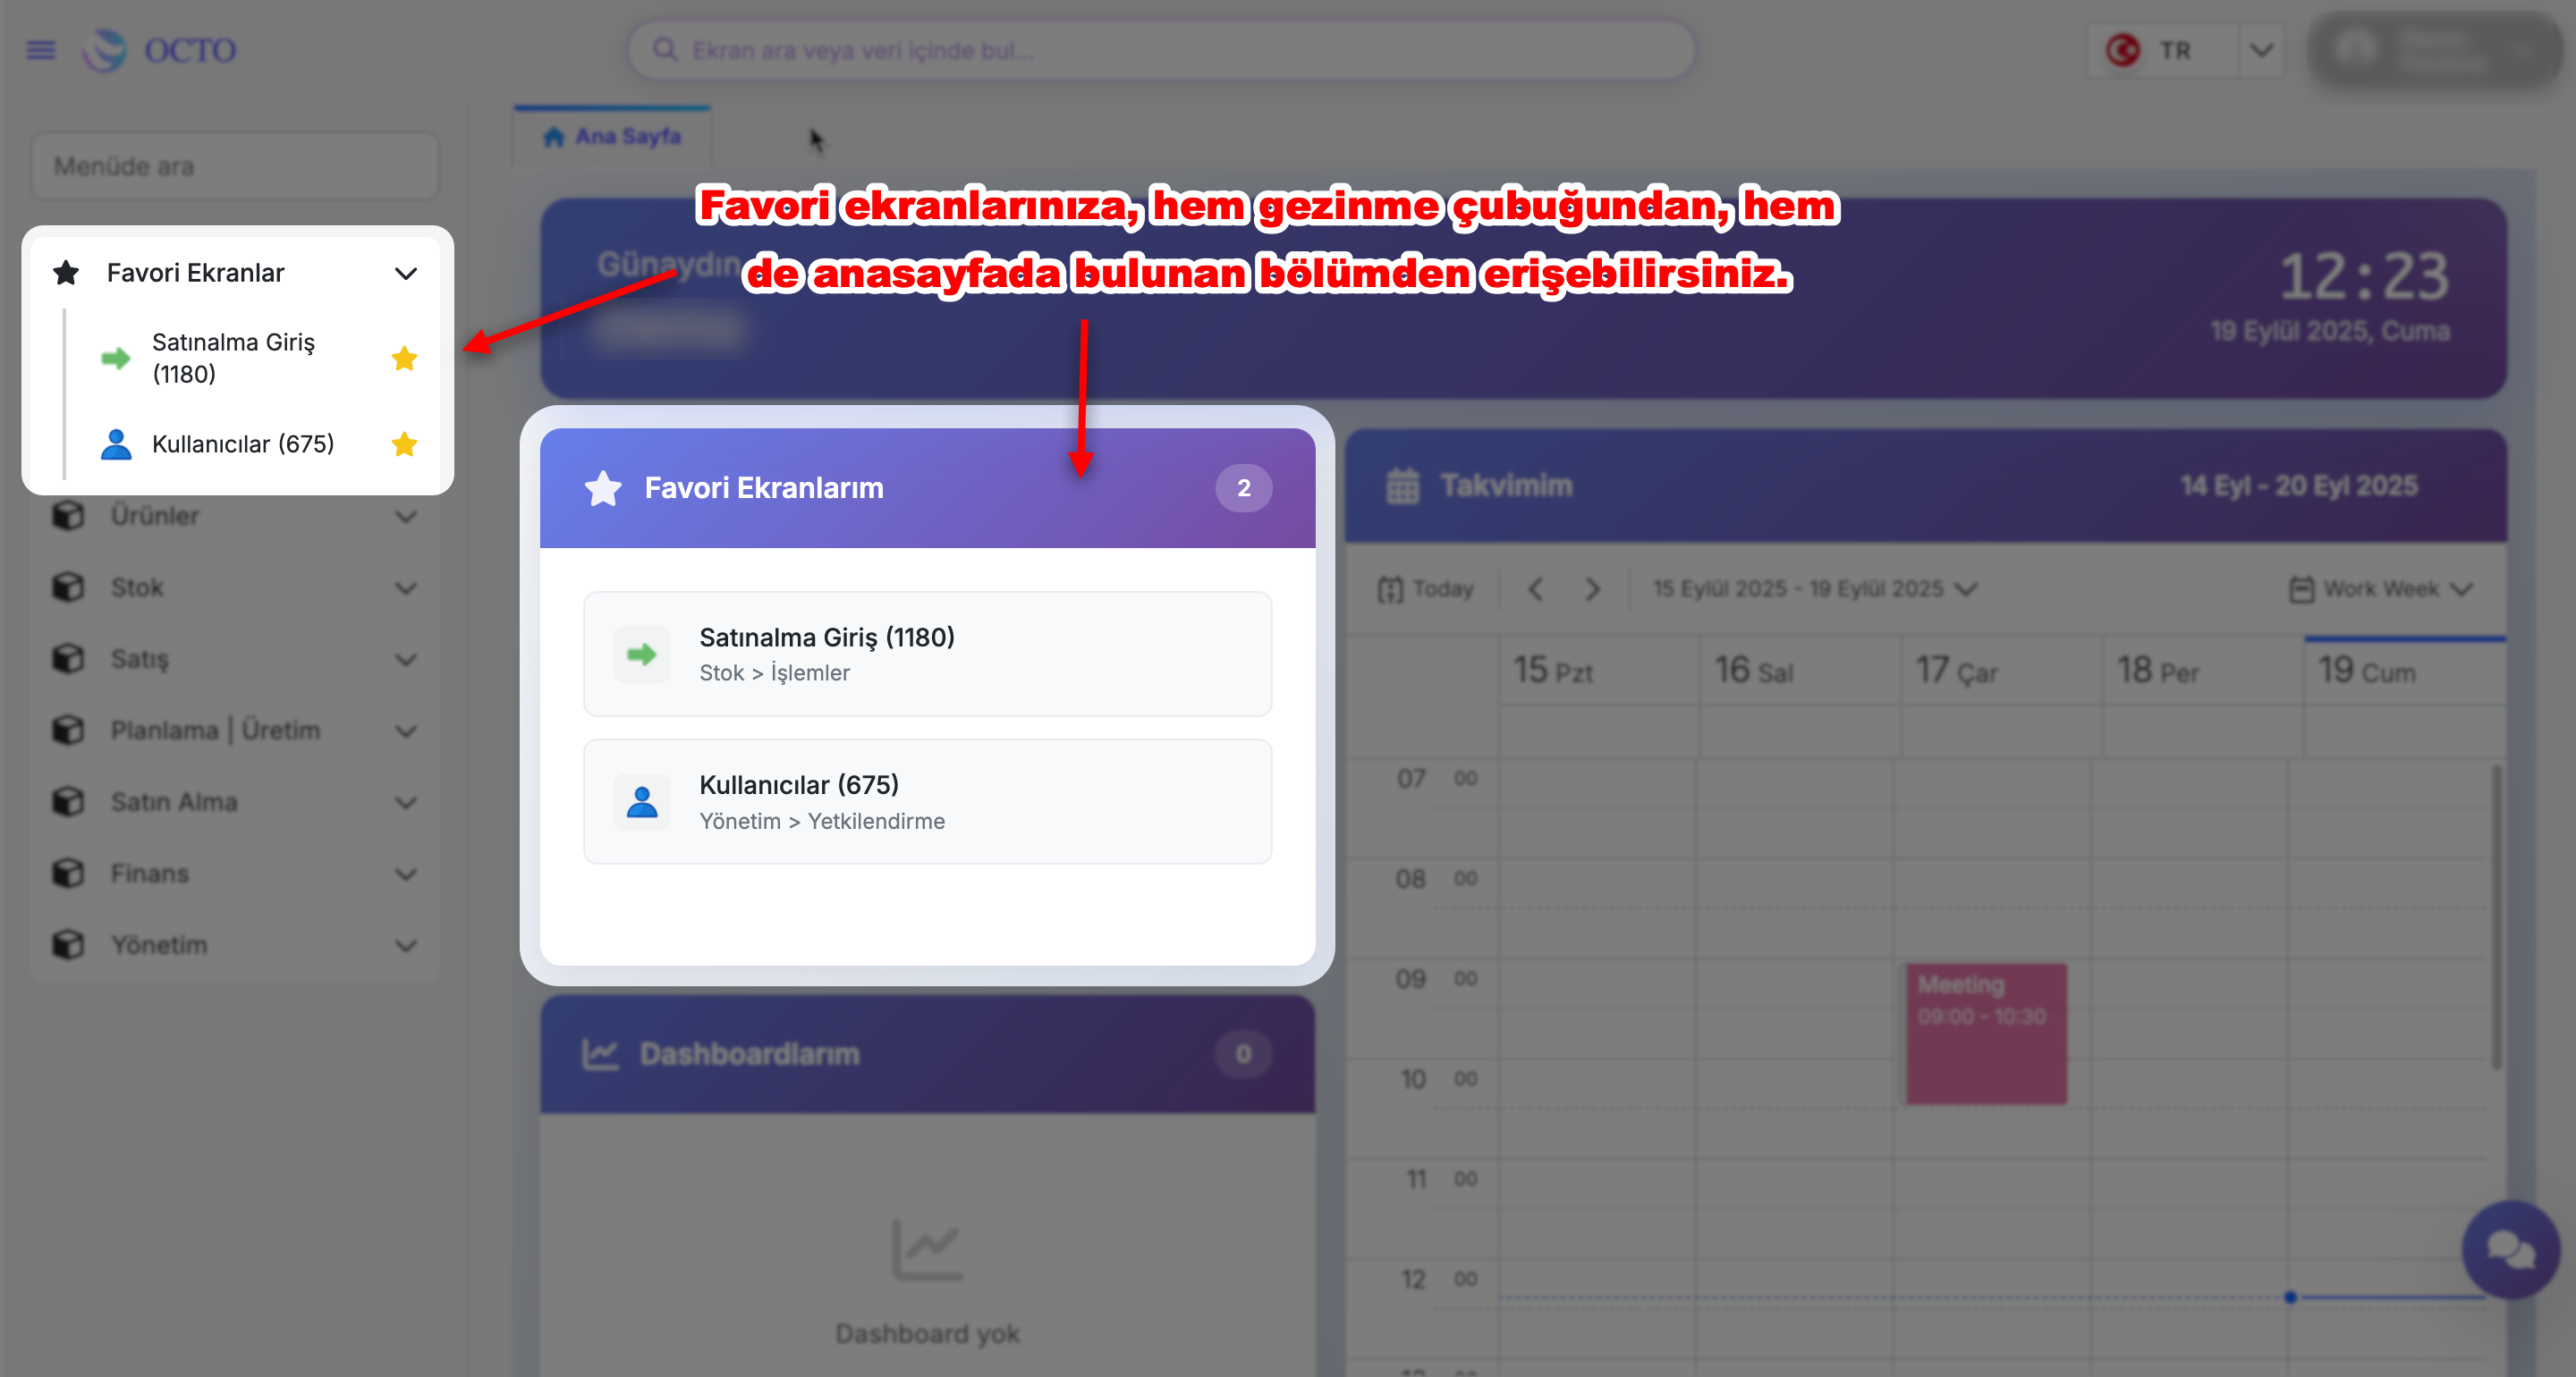 OCTO
Ekran ara veya veri içinde bul...
TR
Menüde ara
Ana Sayfa
Favori ekranlarınıza, hem gezinme çubuğundan, hem
de anasayfada bulunan bölümden erişebilirsiniz.
Günaydın
12:23
19 Eylül 2025, Cuma
Favori Ekranlar
Satınalma Giriş
(1180)
Kullanıcılar (675)
Ürünler
Stok
Satış
Planlama | Üretim
Satın Alma
Finans
Yönetim
Favori Ekranlarım
2
Satınalma Giriş (1180)
Stok > İşlemler
Kullanıcılar (675)
Yönetim > Yetkilendirme
Dashboardlarım
0
Dashboard yok
Takvimim
14 Eyl - 20 Eyl 2025
Today
15 Eylül 2025 - 19 Eylül 2025
Work Week
15 Pzt
16 Sal
17 Çar
18 Per
19 Cum
07 00
08 00
09 00
Meeting
09:00 - 10:30
10 00
11 00
12 00